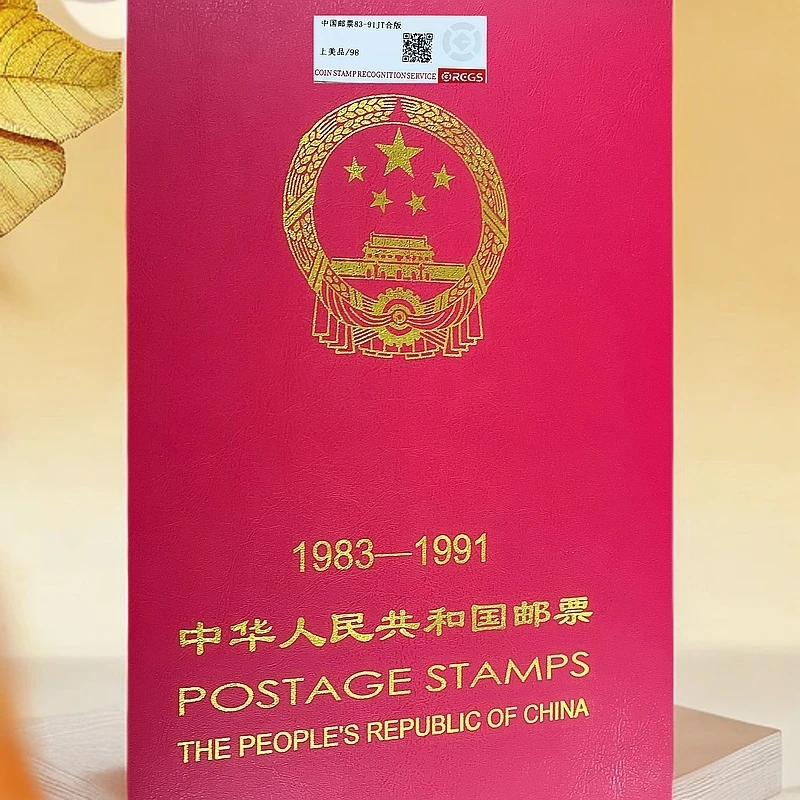 中国邮票83-91JT合版
上美品/98
COIN STAMP RECOGNITION SERVICE
RCGS
1983—1991
中华人民共和国邮票
POSTAGE STAMPS
THE PEOPLE'S REPUBLIC OF CHINA